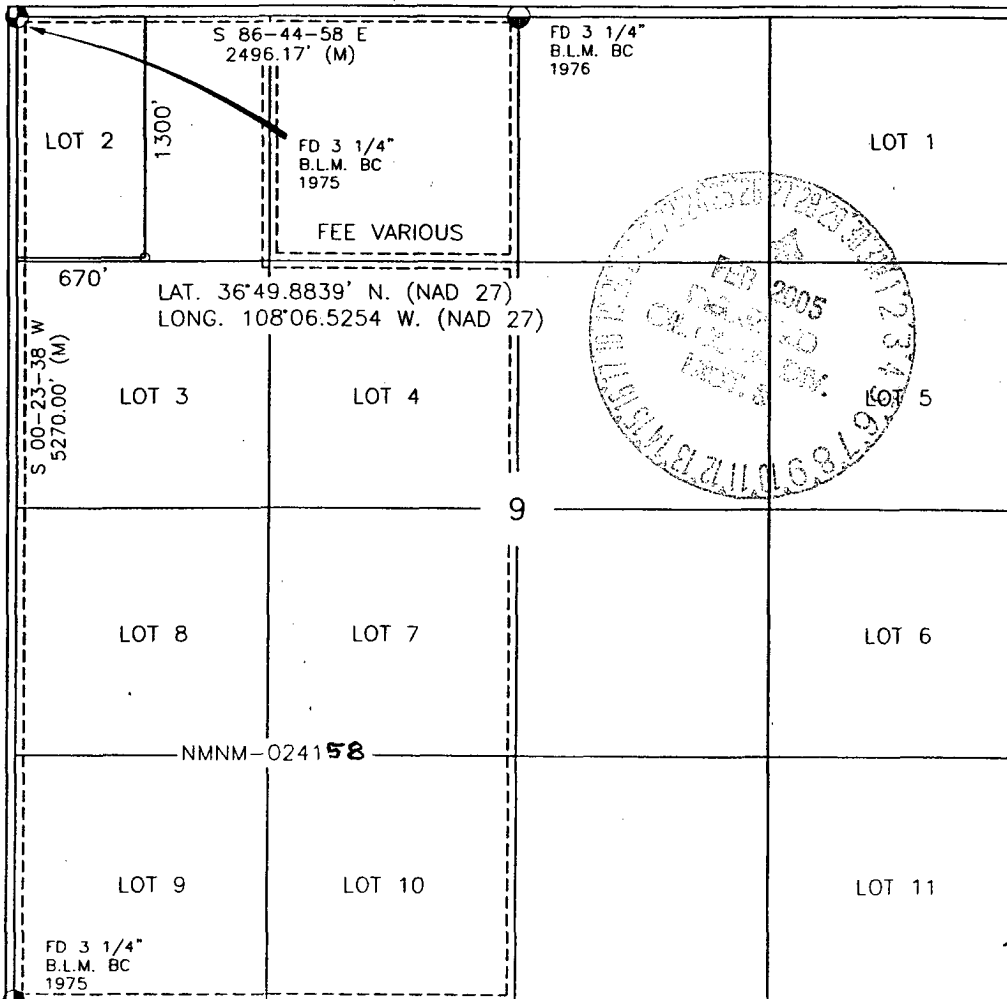 S 86-44-58 E
2496.17' (M)
FD 3 1/4"
B.L.M. BC
1976
LOT 2
1300'
FD 3 1/4"
B.L.M. BC
1975
LOT 1
FEE VARIOUS
670'
LAT. 36°49.8839' N. (NAD 27)
LONG. 108°06.5254 W. (NAD 27)
FEB 2005
S 00-23-38 W
5270.00' (M)
LOT 3
LOT 4
LOT 5
9
LOT 8
LOT 7
LOT 6
NMNM-024158
LOT 9
LOT 10
LOT 11
FD 3 1/4"
B.L.M. BC
1975